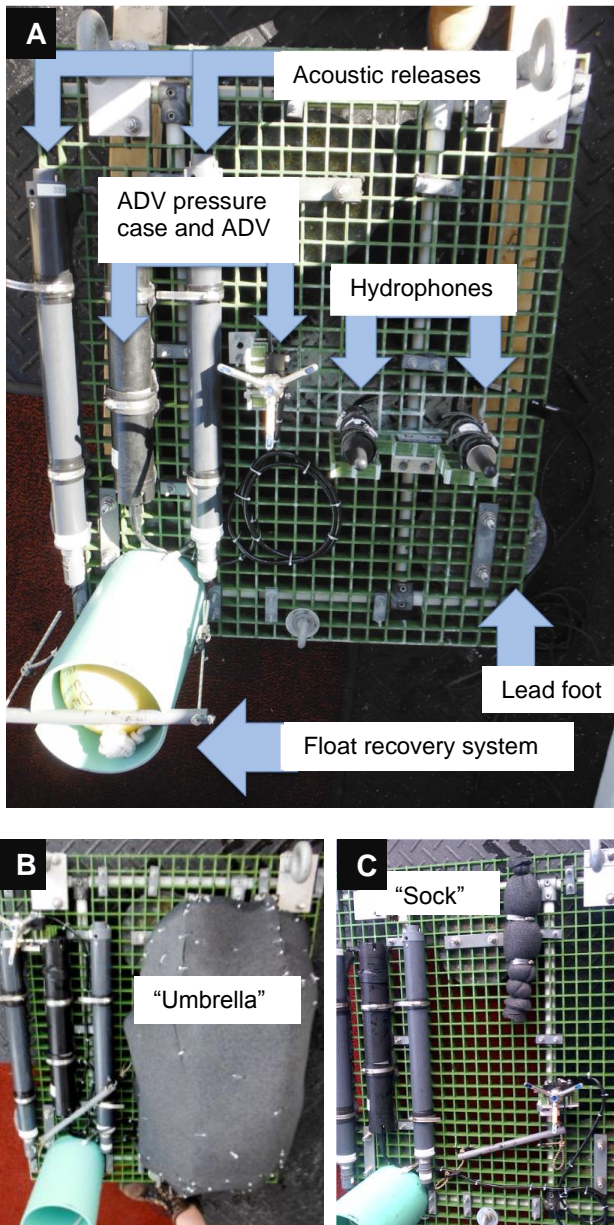 A
Acoustic releases
ADV pressure
case and ADV
Hydrophones
Lead foot
Float recovery system
B
“Umbrella”
C
“Sock”